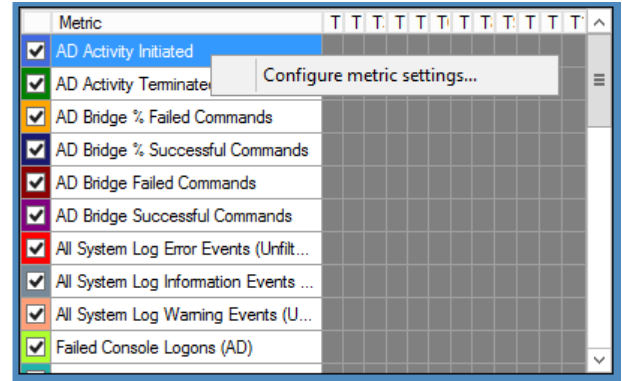 Metric T T T. T T T( T T. T: T T T'
AD Activity Initiated
Configure metric settings...
AD Activity Terminate
AD Bridge % Failed Commands
AD Bridge % Successful Commands
AD Bridge Failed Commands
AD Bridge Successful Commands
All System Log Error Events (Unfilt...
All System Log Information Events ...
All System Log Warning Events (U...
Failed Console Logons (AD)